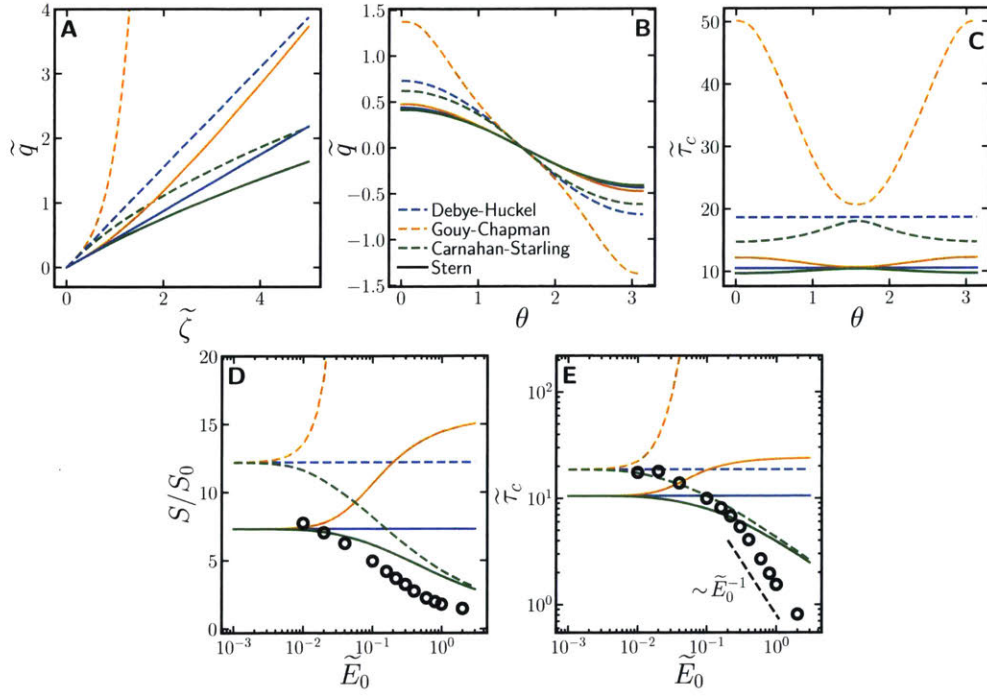 A
4
3
2
1
0
q̃
0
2
4
ζ̃
B
1.5
1.0
0.5
0.0
−0.5
−1.0
−1.5
q̃
Debye-Huckel
Gouy-Chapman
Carnahan-Starling
Stern
0
1
2
3
θ
C
50
40
30
20
10
τ̃c
0
1
2
3
θ
D
20
15
10
5
0
S/S₀
10⁻³
10⁻²
10⁻¹
10⁰
Ẽ₀
E
10²
10¹
10⁰
τ̃c
~ Ẽ₀⁻¹
10⁻³
10⁻²
10⁻¹
10⁰
Ẽ₀